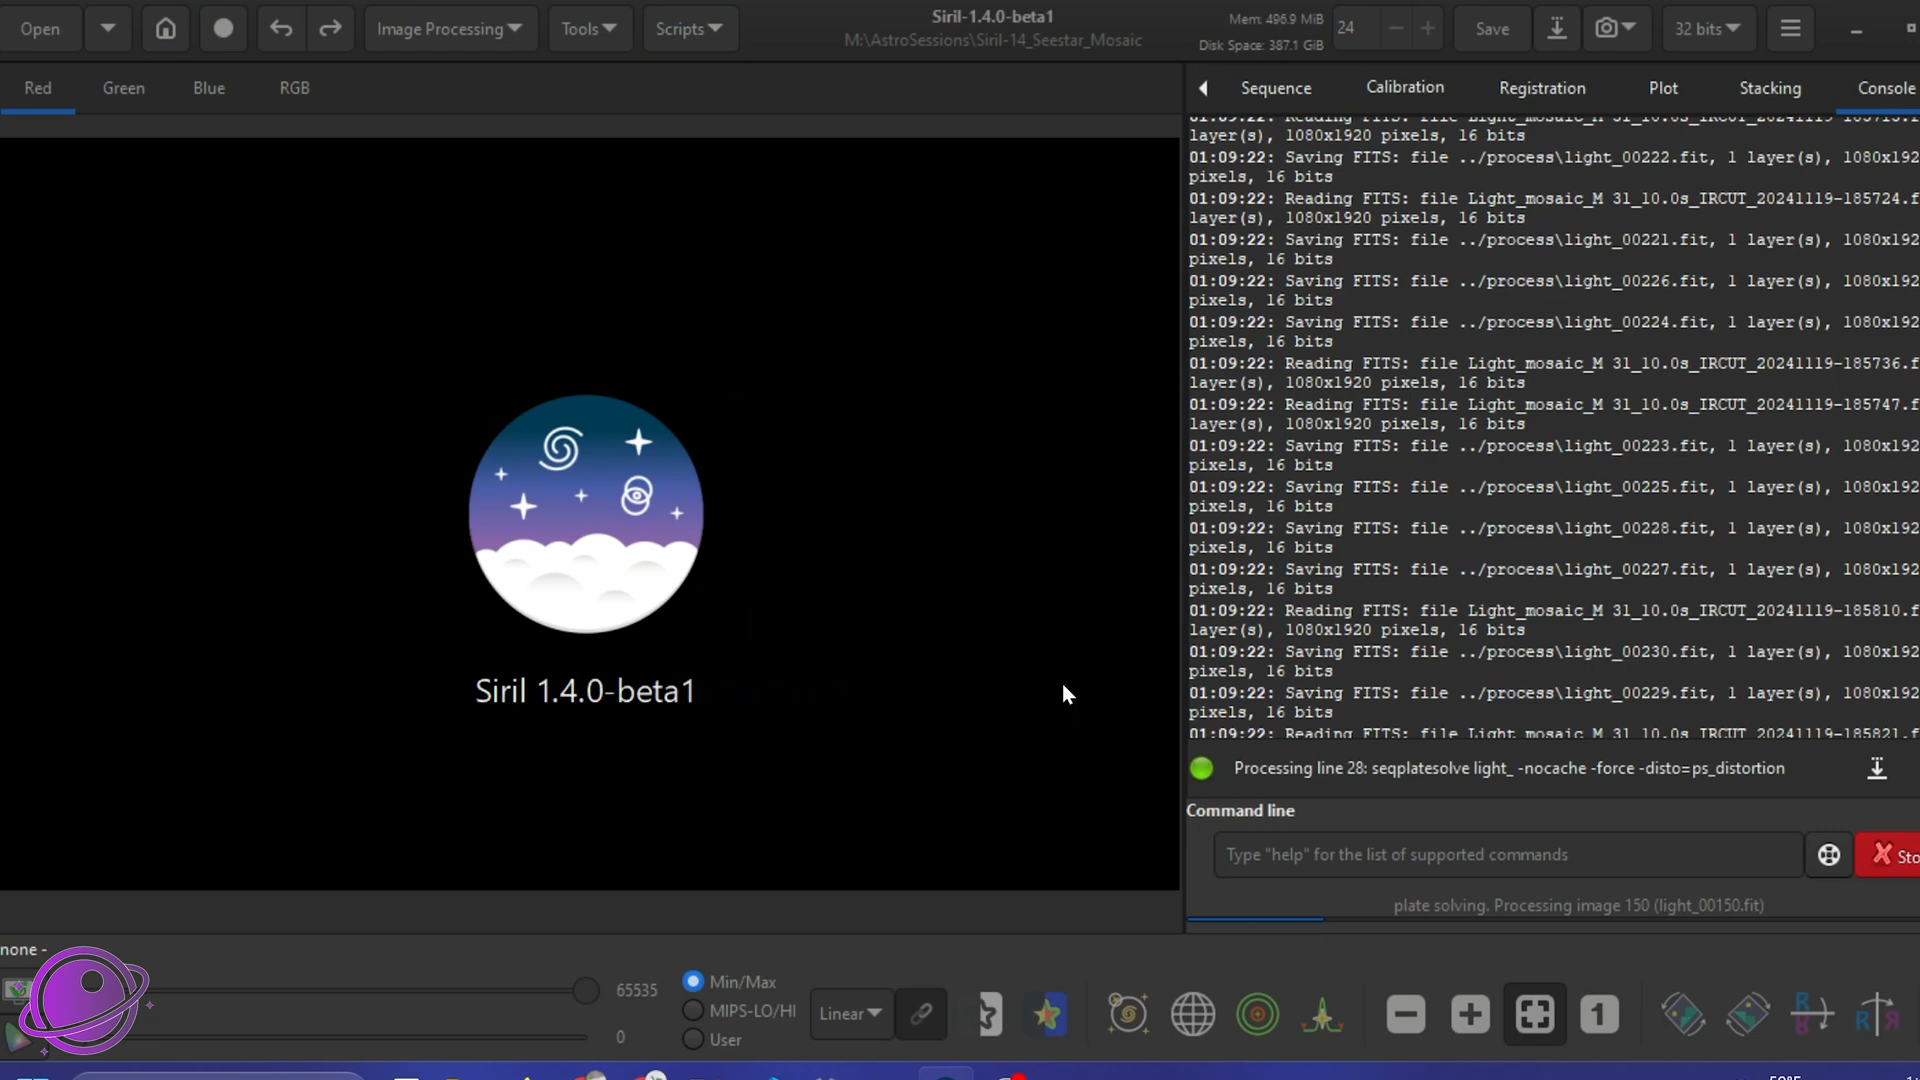 Open
Image Processing
Tools
Scripts
Siril-1.4.0-beta1
M:\AstroSessions\Siril-14_Seestar_Mosaic
Mem: 496.9 MiB
Disk Space: 387.1 GiB
24
Save
32 bits
Red Green Blue RGB
Sequence Calibration Registration Plot Stacking Console
layer(s), 1080x1920 pixels, 16 bits
01:09:22: Saving FITS: file ../process\light_00222.fit, 1 layer(s), 1080x192
pixels, 16 bits
01:09:22: Reading FITS: file Light_mosaic_M 31_10.0s_IRCUT_20241119-185724.f
layer(s), 1080x1920 pixels, 16 bits
01:09:22: Saving FITS: file ../process\light_00221.fit, 1 layer(s), 1080x192
pixels, 16 bits
01:09:22: Saving FITS: file ../process\light_00226.fit, 1 layer(s), 1080x192
pixels, 16 bits
01:09:22: Saving FITS: file ../process\light_00224.fit, 1 layer(s), 1080x192
pixels, 16 bits
01:09:22: Reading FITS: file Light_mosaic_M 31_10.0s_IRCUT_20241119-185736.f
layer(s), 1080x1920 pixels, 16 bits
01:09:22: Reading FITS: file Light_mosaic_M 31_10.0s_IRCUT_20241119-185747.f
layer(s), 1080x1920 pixels, 16 bits
01:09:22: Saving FITS: file ../process\light_00223.fit, 1 layer(s), 1080x192
pixels, 16 bits
01:09:22: Saving FITS: file ../process\light_00225.fit, 1 layer(s), 1080x192
pixels, 16 bits
01:09:22: Saving FITS: file ../process\light_00228.fit, 1 layer(s), 1080x192
pixels, 16 bits
01:09:22: Saving FITS: file ../process\light_00227.fit, 1 layer(s), 1080x192
pixels, 16 bits
01:09:22: Reading FITS: file Light_mosaic_M 31_10.0s_IRCUT_20241119-185810.f
layer(s), 1080x1920 pixels, 16 bits
01:09:22: Saving FITS: file ../process\light_00230.fit, 1 layer(s), 1080x192
pixels, 16 bits
01:09:22: Saving FITS: file ../process\light_00229.fit, 1 layer(s), 1080x192
pixels, 16 bits
01:09:22: Reading FITS: file Light_mosaic_M 31_10.0s_IRCUT_20241119-185821.f
Siril 1.4.0-beta1
Processing line 28: seqplatesolve light_ -nocache -force -disto=ps_distortion
Command line
Type "help" for the list of supported commands
Sto
plate solving. Processing image 150 (light_00150.fit)
none -
65535
0
Min/Max
MIPS-LO/HI
User
Linear
1